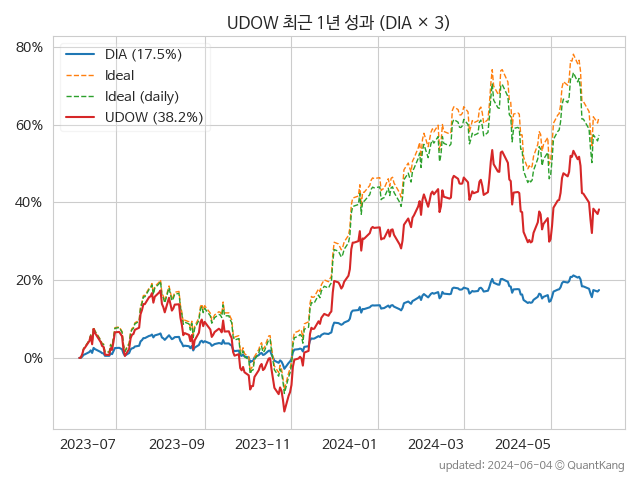 UDOW 최근 1년 성과 (DIA × 3)
DIA (17.5%)
Ideal
Ideal (daily)
UDOW (38.2%)
80%
60%
40%
20%
0%
2023-07 2023-09 2023-11 2024-01 2024-03 2024-05
updated: 2024-06-04 © QuantKang